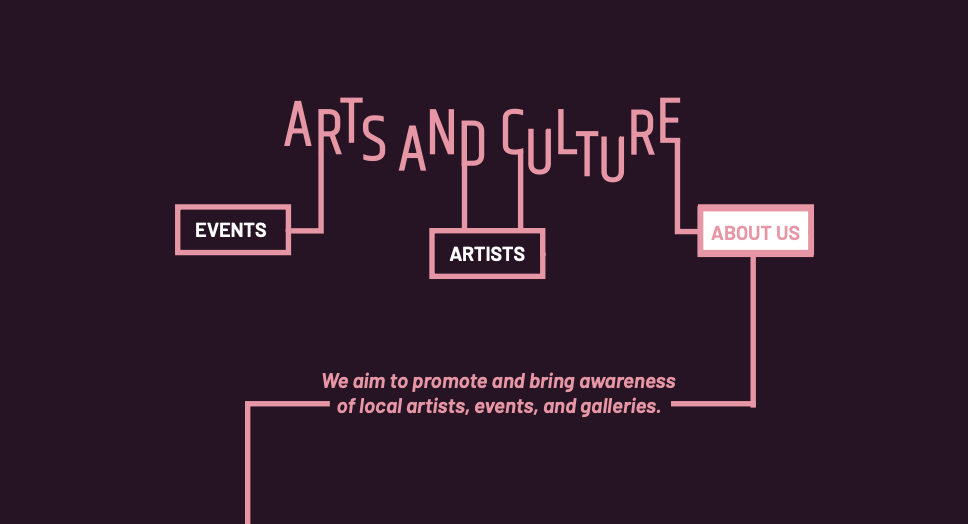 ARTS AND CULTURE
EVENTS
ARTISTS
ABOUT US
We aim to promote and bring awareness
of local artists, events, and galleries.